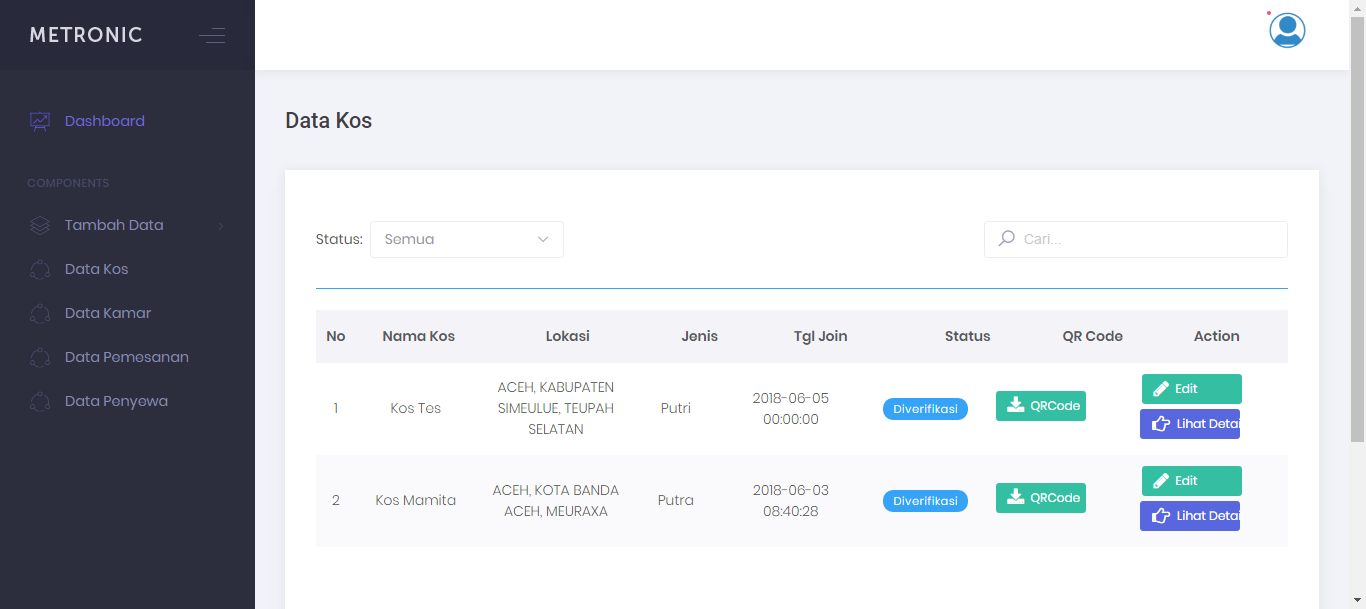 METRONIC
Dashboard
COMPONENTS
Tambah Data
Data Kos
Data Kamar
Data Pemesanan
Data Penyewa
Data Kos
Status: Semua
Cari...
No Nama Kos Lokasi Jenis Tgl Join Status QR Code Action
1 Kos Tes ACEH, KABUPATEN SIMEULUE, TEUPAH SELATAN Putri 2018-06-05 00:00:00 Diverifikasi QRCode Edit
Lihat Detai
2 Kos Mamita ACEH, KOTA BANDA ACEH, MEURAXA Putra 2018-06-03 08:40:28 Diverifikasi QRCode Edit
Lihat Detai